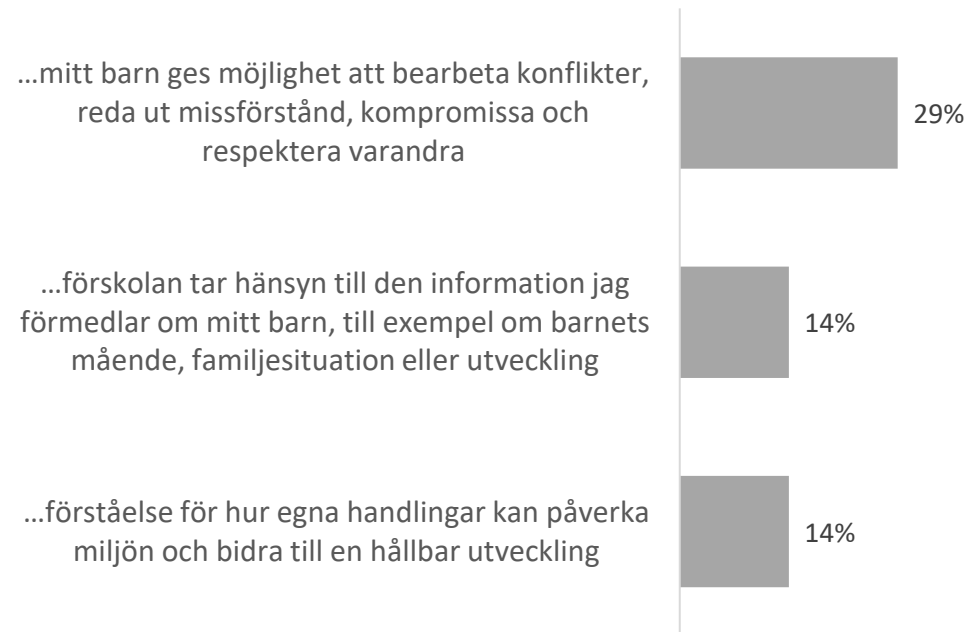 …mitt barn ges möjlighet att bearbeta konflikter,
reda ut missförstånd, kompromissa och
respektera varandra
29%
…förskolan tar hänsyn till den information jag
förmedlar om mitt barn, till exempel om barnets
mående, familjesituation eller utveckling
14%
…förståelse för hur egna handlingar kan påverka
miljön och bidra till en hållbar utveckling
14%